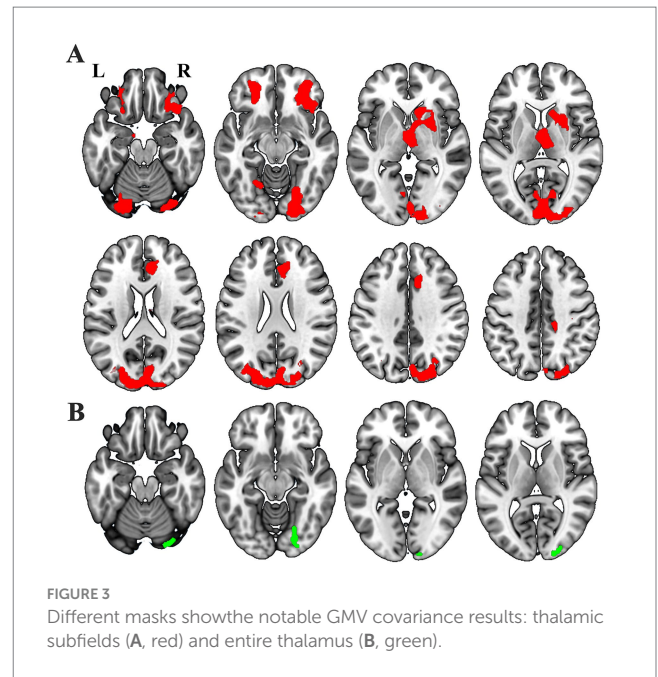 A
L
R
B
FIGURE 3
Different masks showthe notable GMV covariance results: thalamic
subfields (A, red) and entire thalamus (B, green).